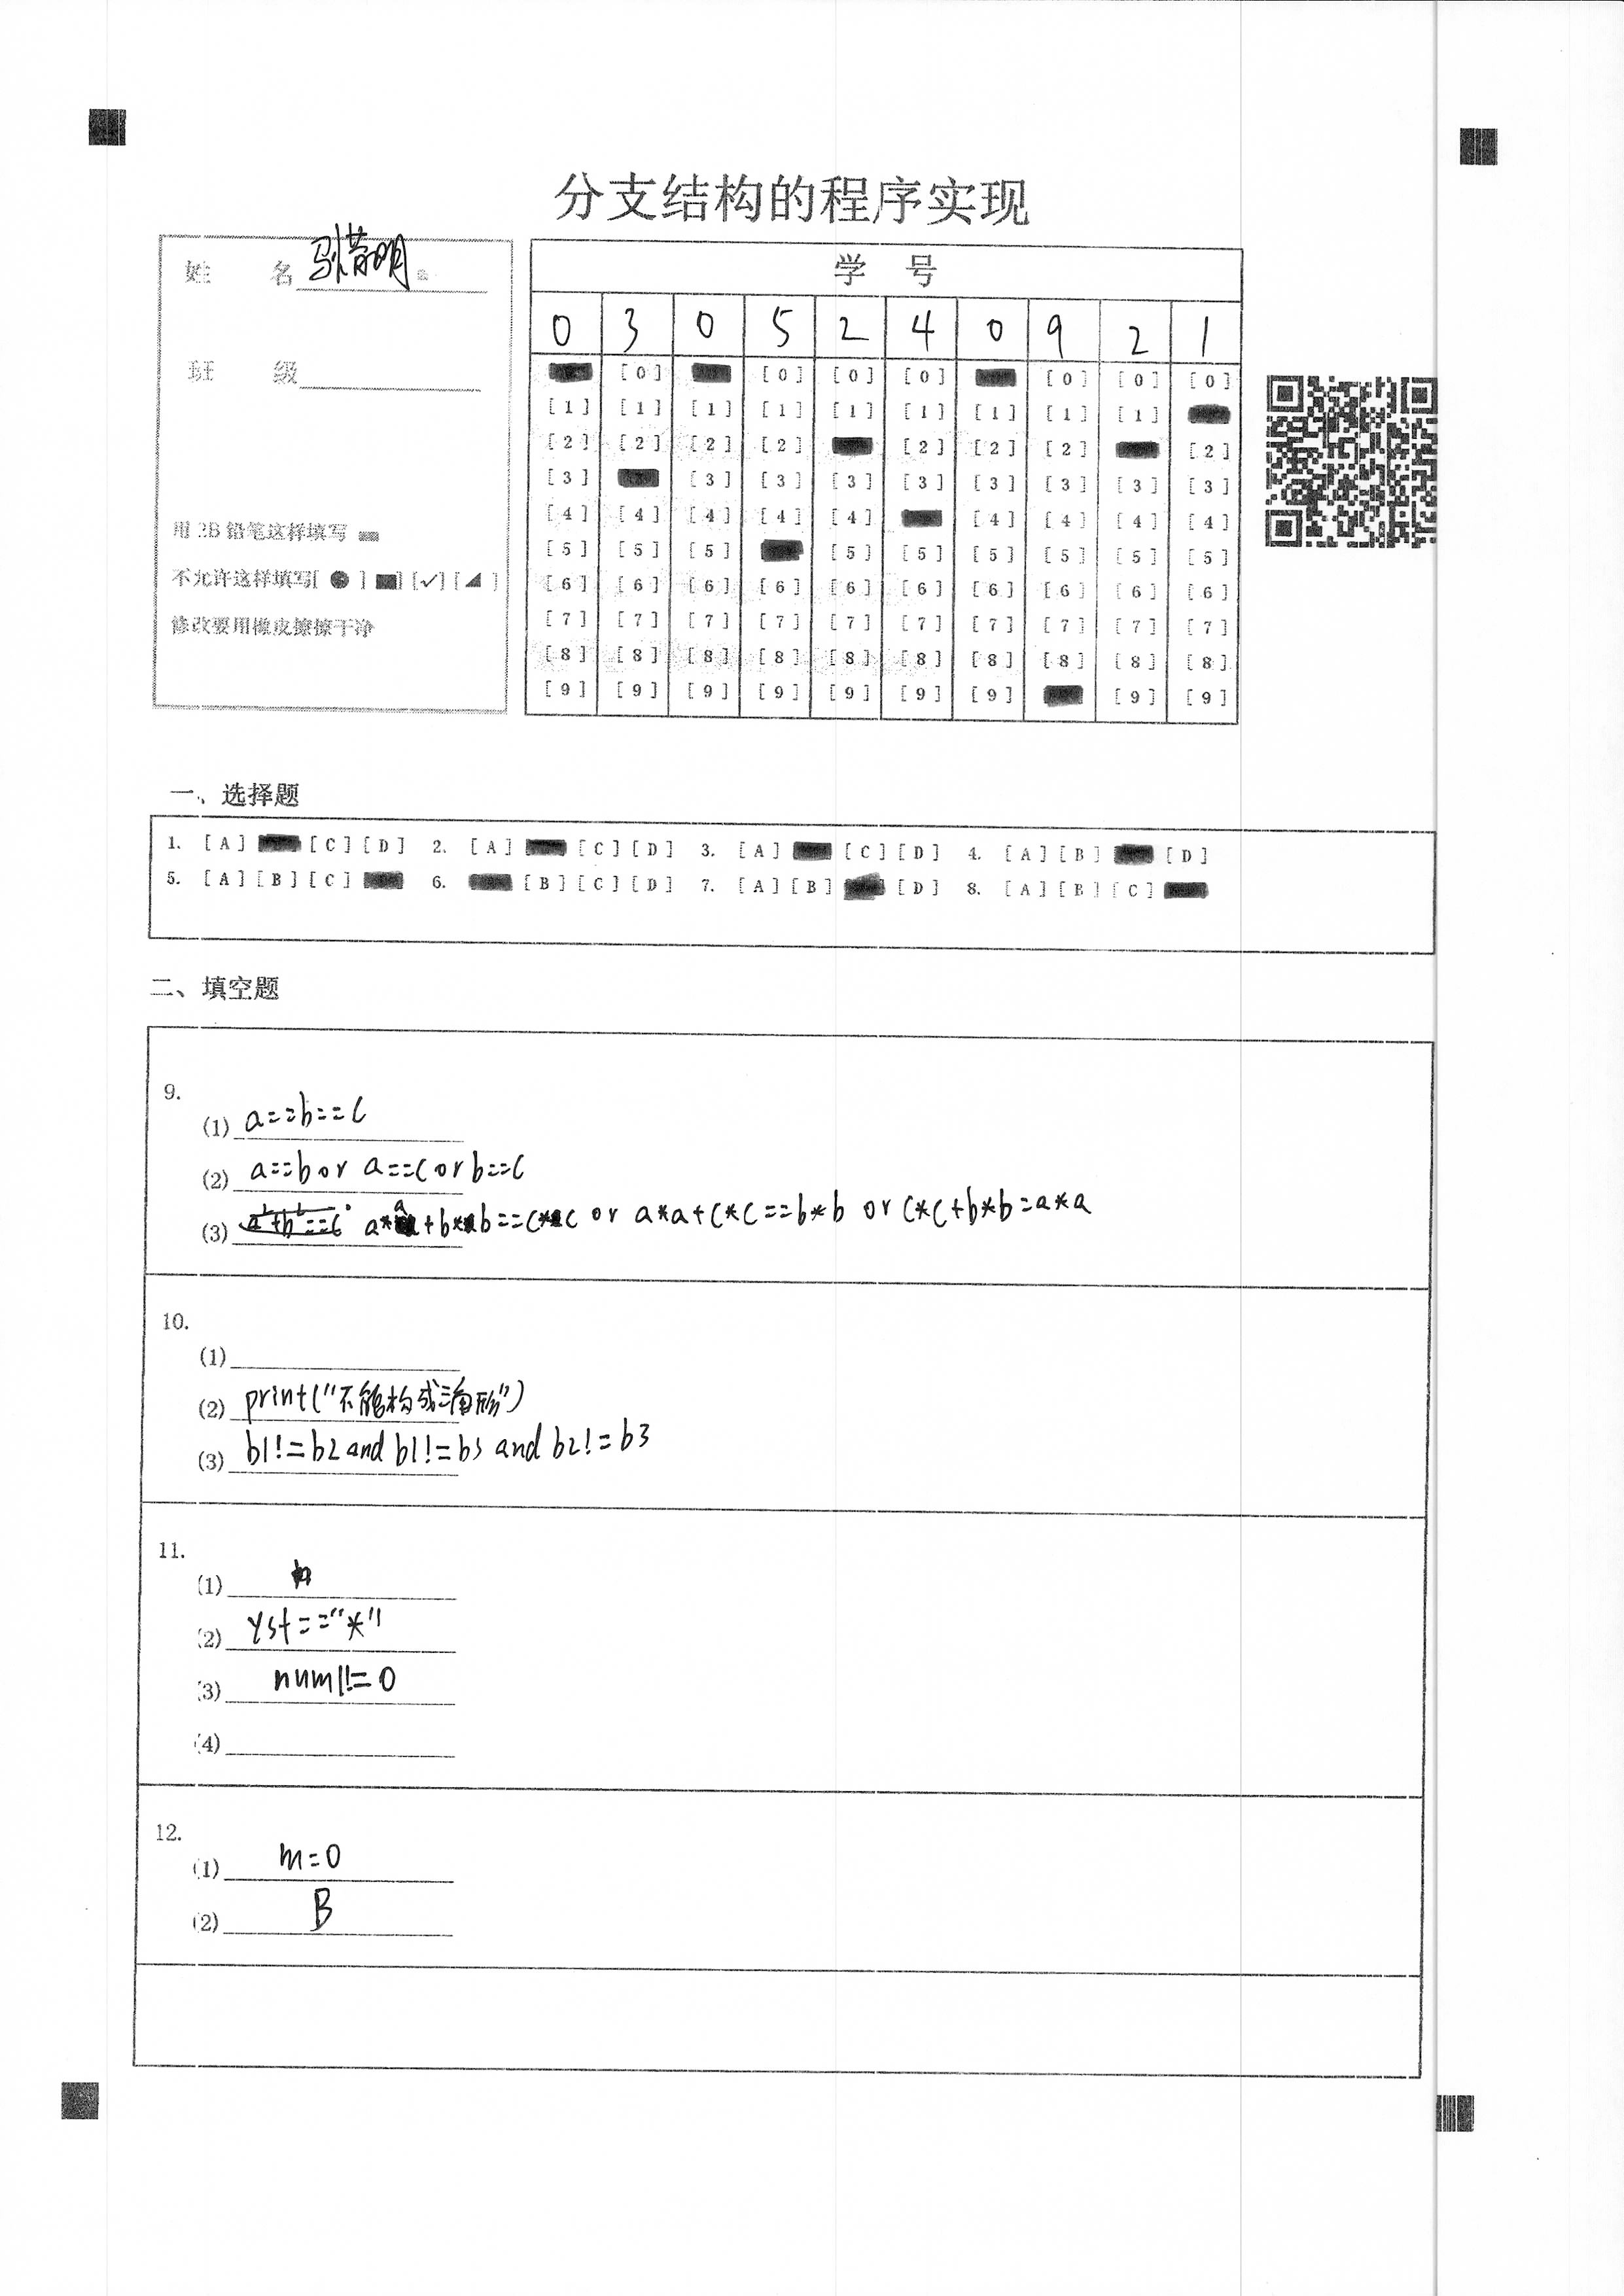 分支结构的程序实现
姓 名
班 级
用2B铅笔这样填写
不允许这样填写[ ● ] [✓] [ ]
修改要用橡皮擦擦干净
学 号
0 3 0 5 2 4 0 9 2 1
[0] [0] [0] [0] [0] [0] [0]
[1] [1] [1] [1] [1] [1] [1] [1] [1]
[2] [2] [2] [2] [2] [2] [2] [2]
[3] [3] [3] [3] [3] [3] [3] [3] [3]
[4] [4] [4] [4] [4] [4] [4] [4] [4]
[5] [5] [5] [5] [5] [5] [5] [5] [5]
[6] [6] [6] [6] [6] [6] [6] [6] [6] [6]
[7] [7] [7] [7] [7] [7] [7] [7] [7] [7]
[8] [8] [8] [8] [8] [8] [8] [8] [8] [8]
[9] [9] [9] [9] [9] [9] [9] [9] [9]
一、选择题
1. [A] [C] [D] 2. [A] [C] [D] 3. [A] [C] [D] 4. [A] [B] [D]
5. [A] [B] [C] 6. [B] [C] [D] 7. [A] [B] [D] 8. [A] [B] [C]
二、填空题
9.
(1) a==b==c
(2) a==b or a==c or b==c
(3) a*a+b*b==c*c or a*a+c*c==b*b or c*c+b*b=a*a
10.
(1)
(2) print("不能构成三角形")
(3) b1!=b2 and b1!=b3 and b2!=b3
11.
(1)
(2) yst=="*"
(3) num1!=0
(4)
12.
(1) m=0
(2) B